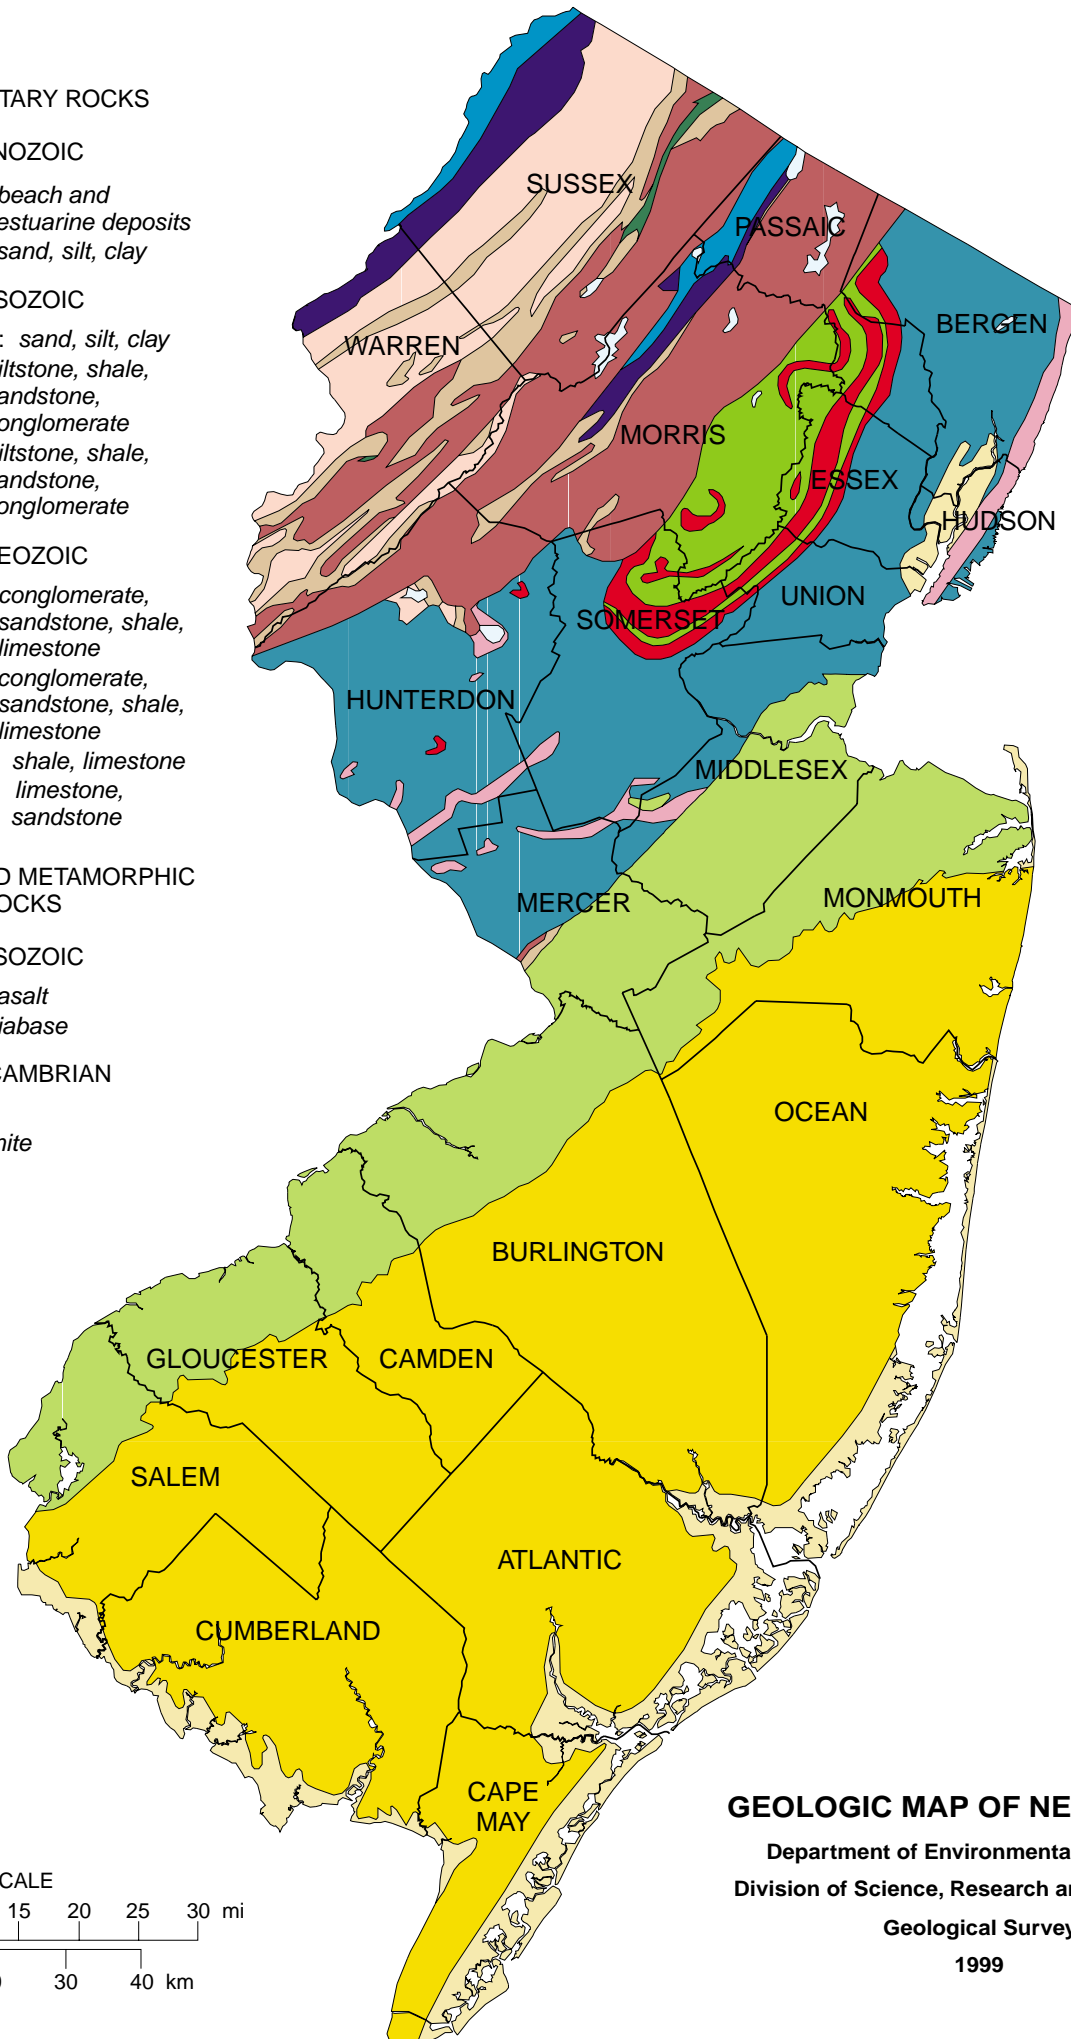 TARY ROCKS
NOZOIC
beach and
estuarine deposits
sand, silt, clay
SOZOIC
: sand, silt, clay
iltstone, shale,
andstone,
onglomerate
iltstone, shale,
andstone,
onglomerate
EOZOIC
conglomerate,
sandstone, shale,
limestone
conglomerate,
sandstone, shale,
limestone
shale, limestone
limestone,
sandstone
D METAMORPHIC
OCKS
SOZOIC
asalt
iabase
CAMBRIAN
nite
SUSSEX
PASSAIC
BERGEN
WARREN
MORRIS
ESSEX
HUDSON
UNION
SOMERSET
HUNTERDON
MIDDLESEX
MERCER
MONMOUTH
OCEAN
BURLINGTON
GLOUCESTER
CAMDEN
SALEM
ATLANTIC
CUMBERLAND
CAPE
MAY
GEOLOGIC MAP OF NE
Department of Environmenta
Division of Science, Research a
Geological Survey
1999
CALE
15 20 25 30 mi
30 40 km